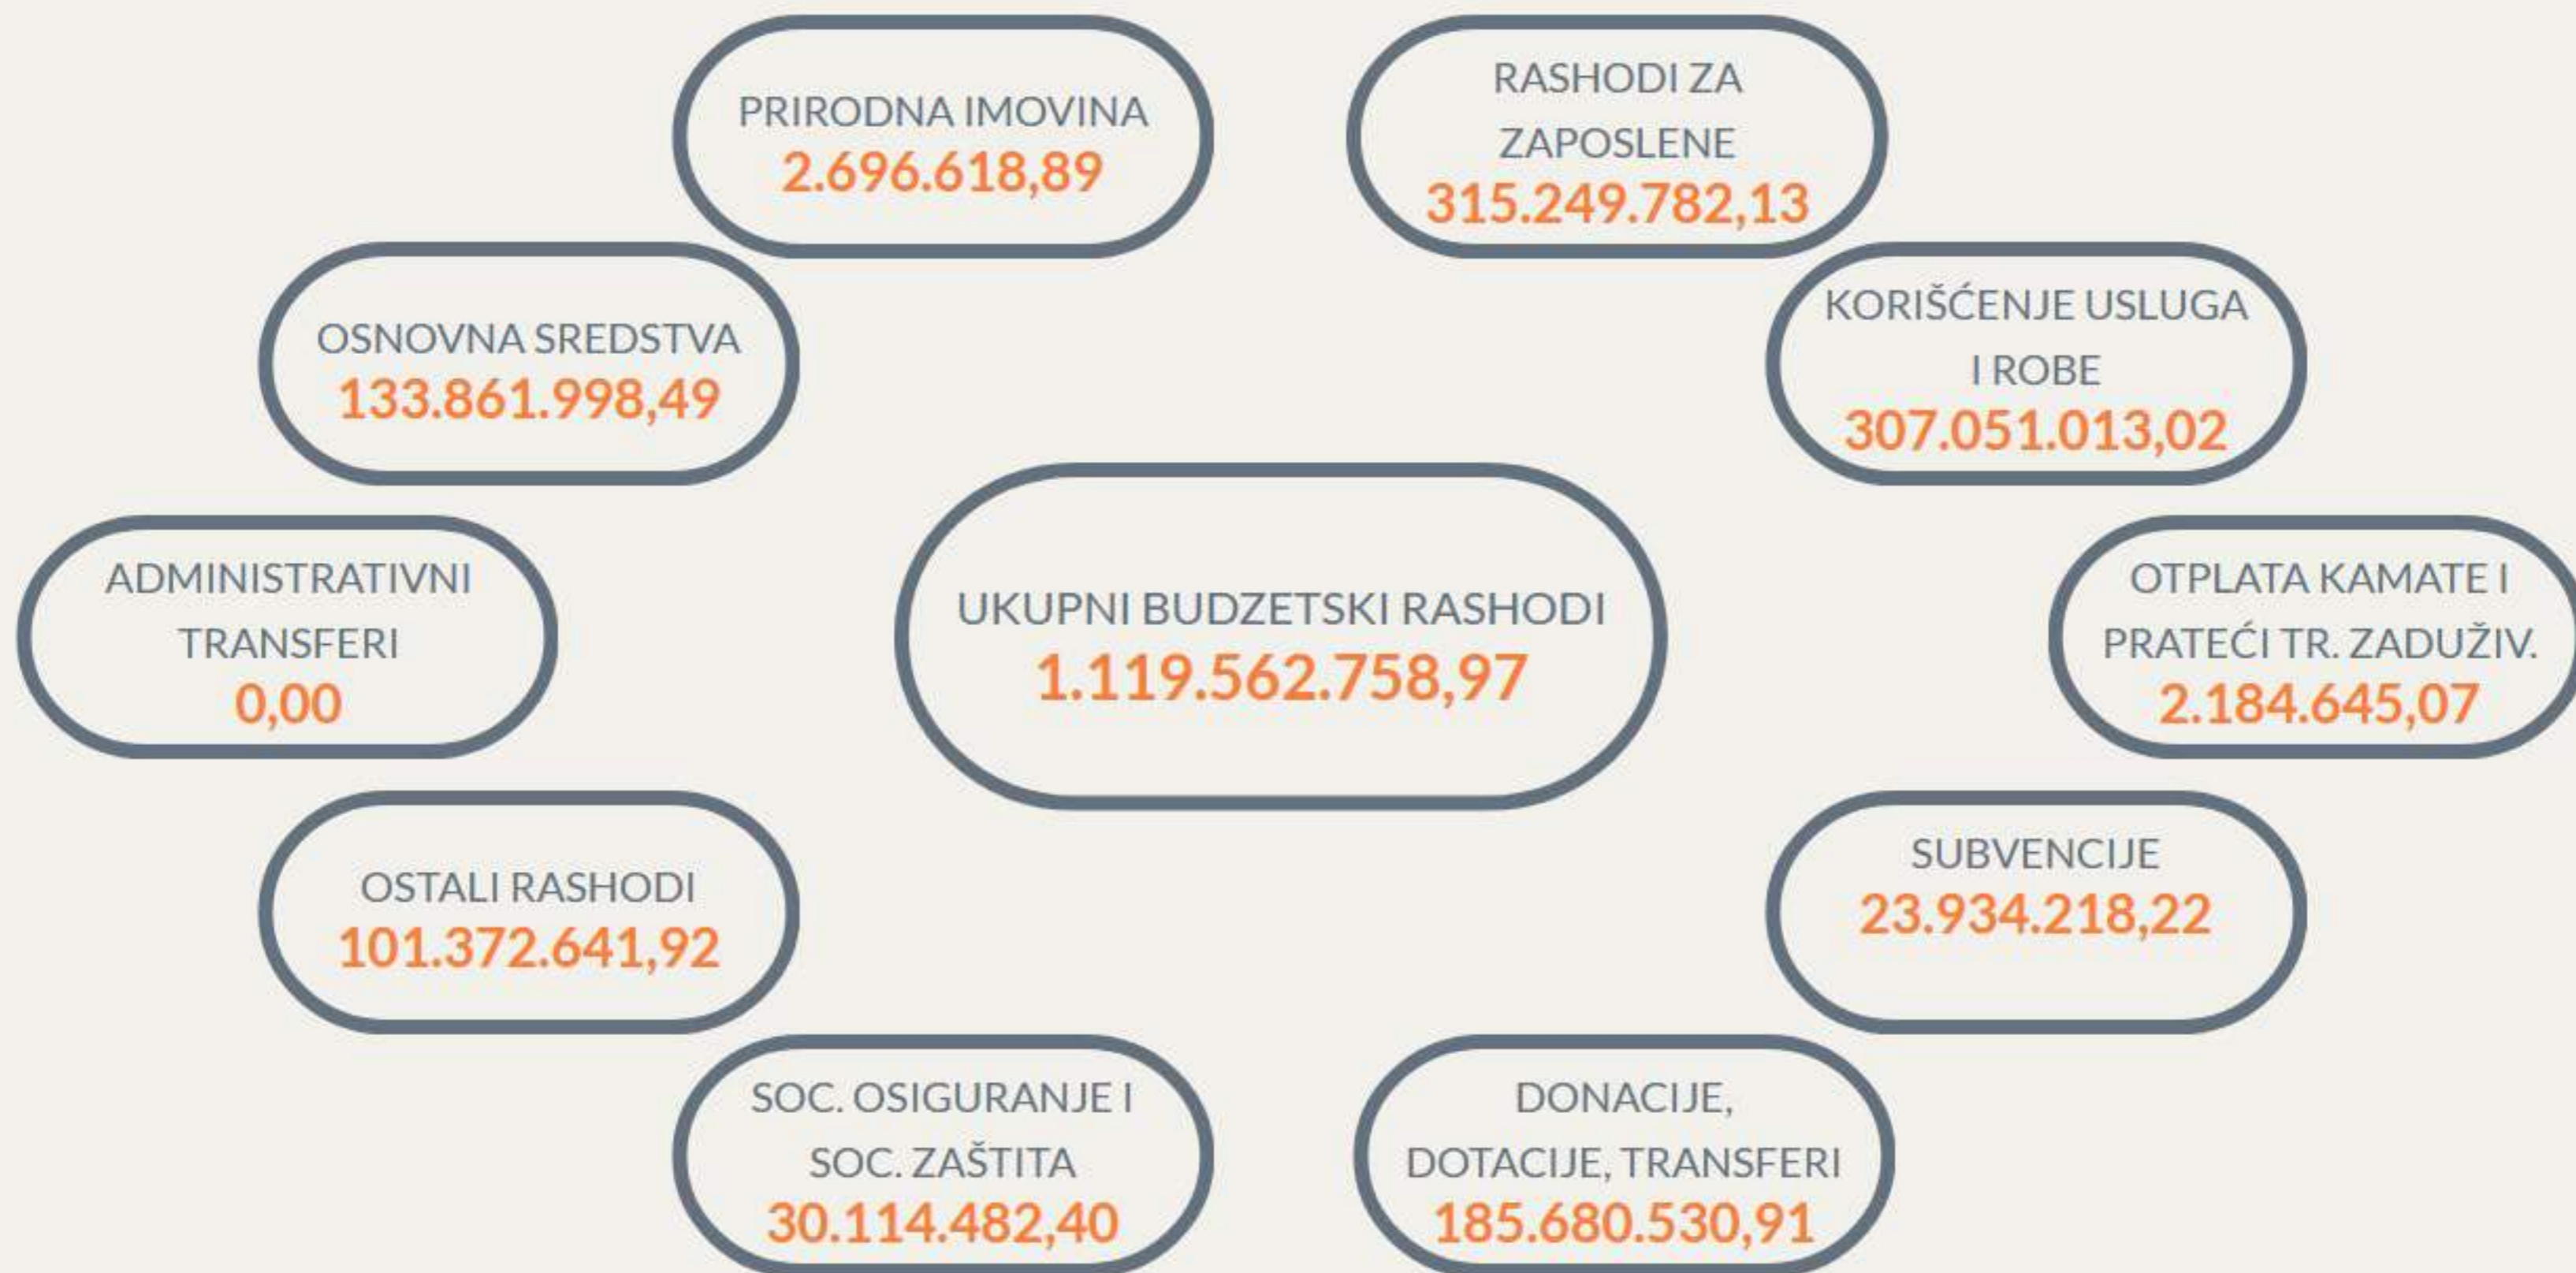 PRIRODNA IMOVINA
2.696.618,89
RASHODI ZA
ZAPOSLENE
315.249.782,13
OSNOVNA SREDSTVA
133.861.998,49
KORIŠĆENJE USLUGA
I ROBE
307.051.013,02
ADMINISTRATIVNI
TRANSFERI
0,00
UKUPNI BUDZETSKI RASHODI
1.119.562.758,97
OTPLATA KAMATE I
PRATEĆI TR. ZADUŽIV.
2.184.645,07
OSTALI RASHODI
101.372.641,92
SUBVENCIJE
23.934.218,22
SOC. OSIGURANJE I
SOC. ZAŠTITA
30.114.482,40
DONACIJE,
DOTACIJE, TRANSFERI
185.680.530,91